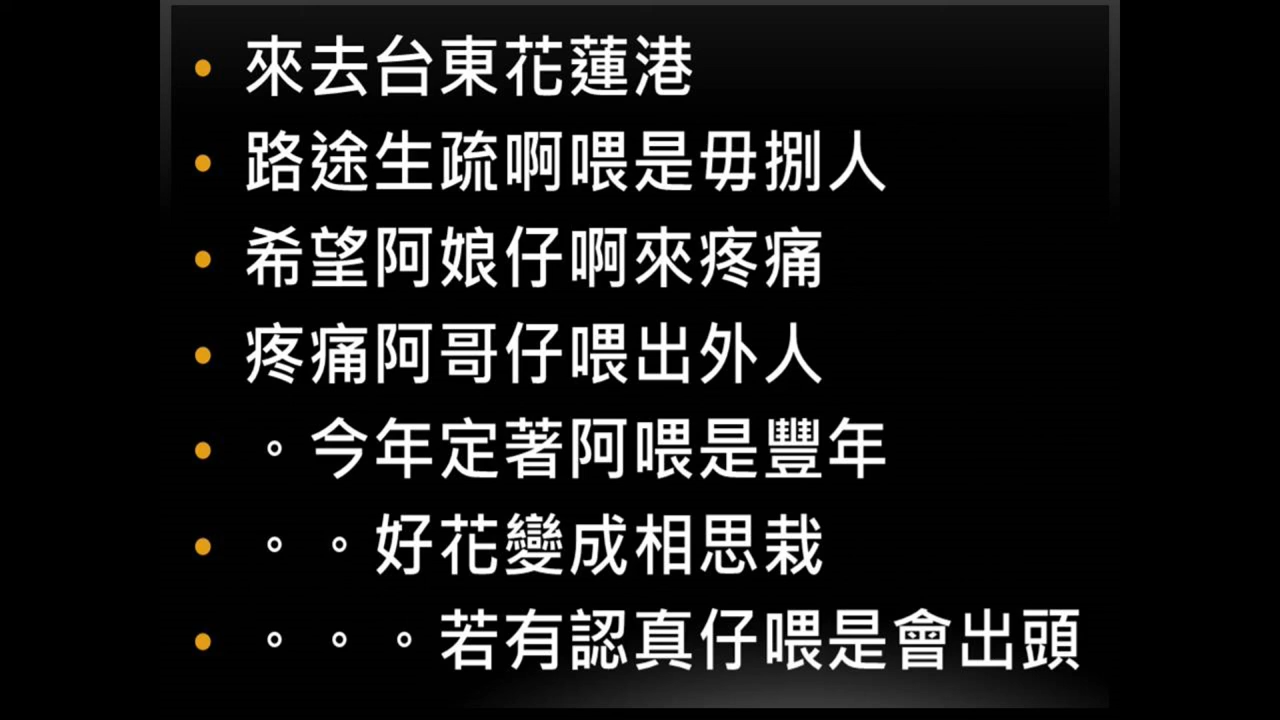 • 來去台東花蓮港
• 路途生疏啊喂是毋捌人
• 希望阿娘仔啊來疼痛
• 疼痛阿哥仔喂出外人
• 。今年定著阿喂是豐年
• 。。好花變成相思栽
• 。。。若有認真仔喂是會出頭